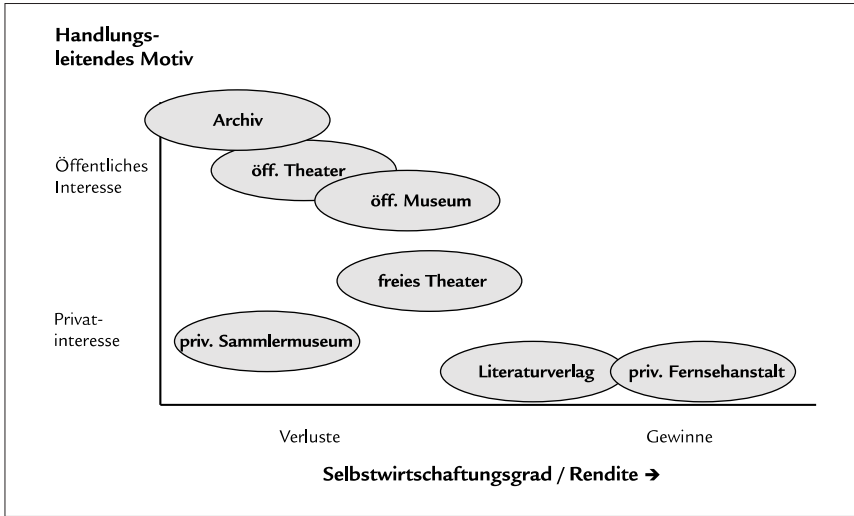 Handlungs-
leitendes Motiv
Archiv
Öffentliches
Interesse
öff. Theater
öff. Museum
freies Theater
Privat-
interesse
priv. Sammlermuseum
Literaturverlag
priv. Fernsehanstalt
Verluste
Gewinne
Selbstwirtschaftungsgrad / Rendite →